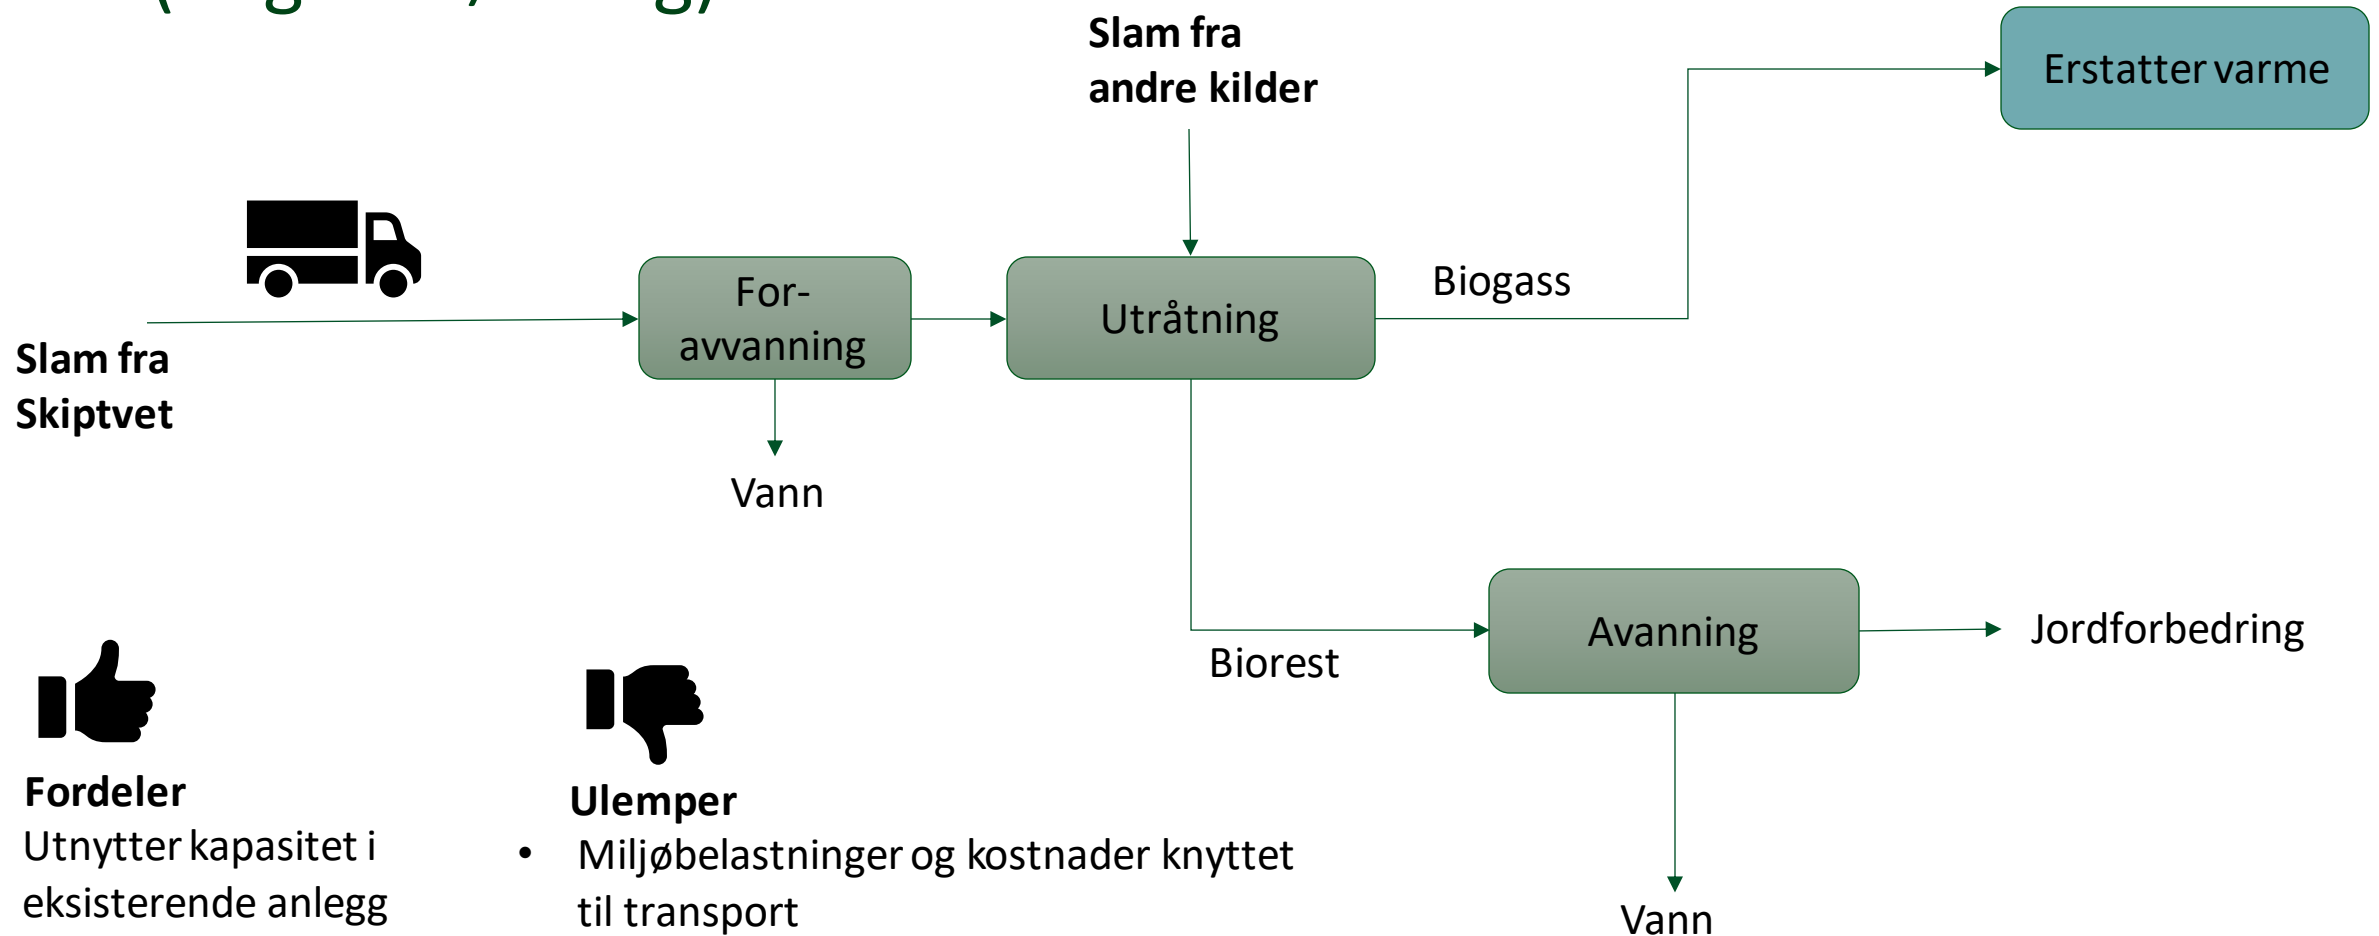 Slam fra
andre kilder
Erstatter varme
For-
avvanning
Utråtning
Biogass
Slam fra
Skiptvet
Vann
Avanning
Jordforbedring
Biorest
Fordeler
Utnytter kapasitet i
eksisterende anlegg
Ulemper
• Miljøbelastninger og kostnader knyttet
til transport
Vann